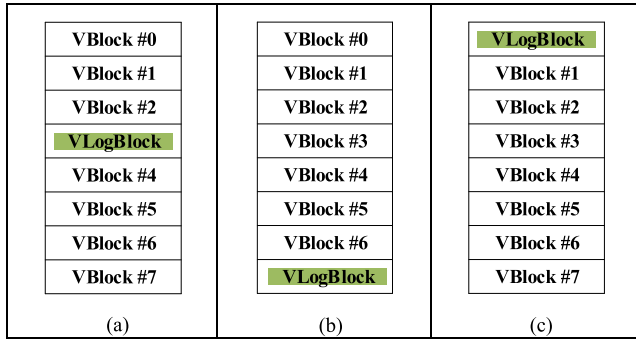 VBlock #0
VBlock #1
VBlock #2
VLogBlock
VBlock #4
VBlock #5
VBlock #6
VBlock #7
(a)
VBlock #0
VBlock #1
VBlock #2
VBlock #3
VBlock #4
VBlock #5
VBlock #6
VLogBlock
(b)
VLogBlock
VBlock #1
VBlock #2
VBlock #3
VBlock #4
VBlock #5
VBlock #6
VBlock #7
(c)